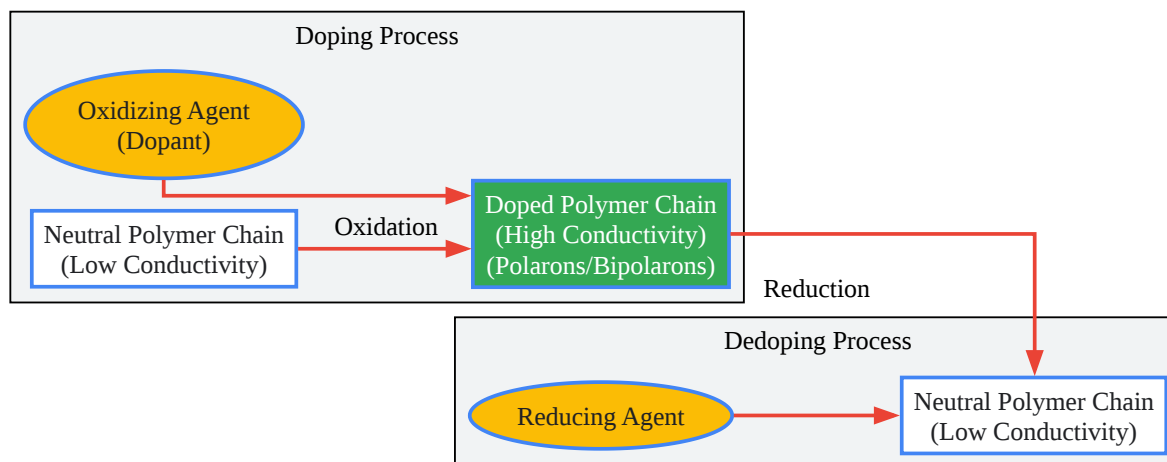 Doping Process
Oxidizing Agent
(Dopant)
Neutral Polymer Chain
(Low Conductivity)
Oxidation
Doped Polymer Chain
(High Conductivity)
(Polarons/Bipolarons)
Reduction
Dedoping Process
Reducing Agent
Neutral Polymer Chain
(Low Conductivity)